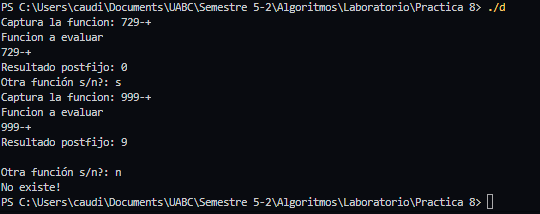 PS C:\Users\caudi\Documents\UABC\Semestre 5-2\Algoritmos\Laboratorio\Practica 8> ./d
Captura la funcion: 729-+
Funcion a evaluar
729-+
Resultado postfijo: 0
Otra función s/n?: s
Captura la funcion: 999-+
Funcion a evaluar
999-+
Resultado postfijo: 9
Otra función s/n?: n
No existe!
PS C:\Users\caudi\Documents\UABC\Semestre 5-2\Algoritmos\Laboratorio\Practica 8>